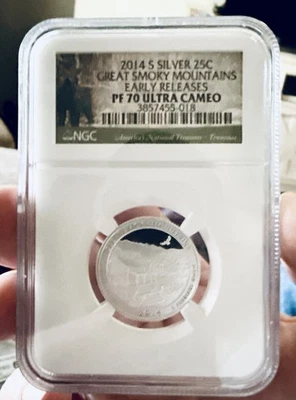 2014 S SILVER 25C
GREAT SMOKY MOUNTAINS
EARLY RELEASES
PF 70 ULTRA CAMEO
3857455-018
NGC
America's National Treasures - Tennessee